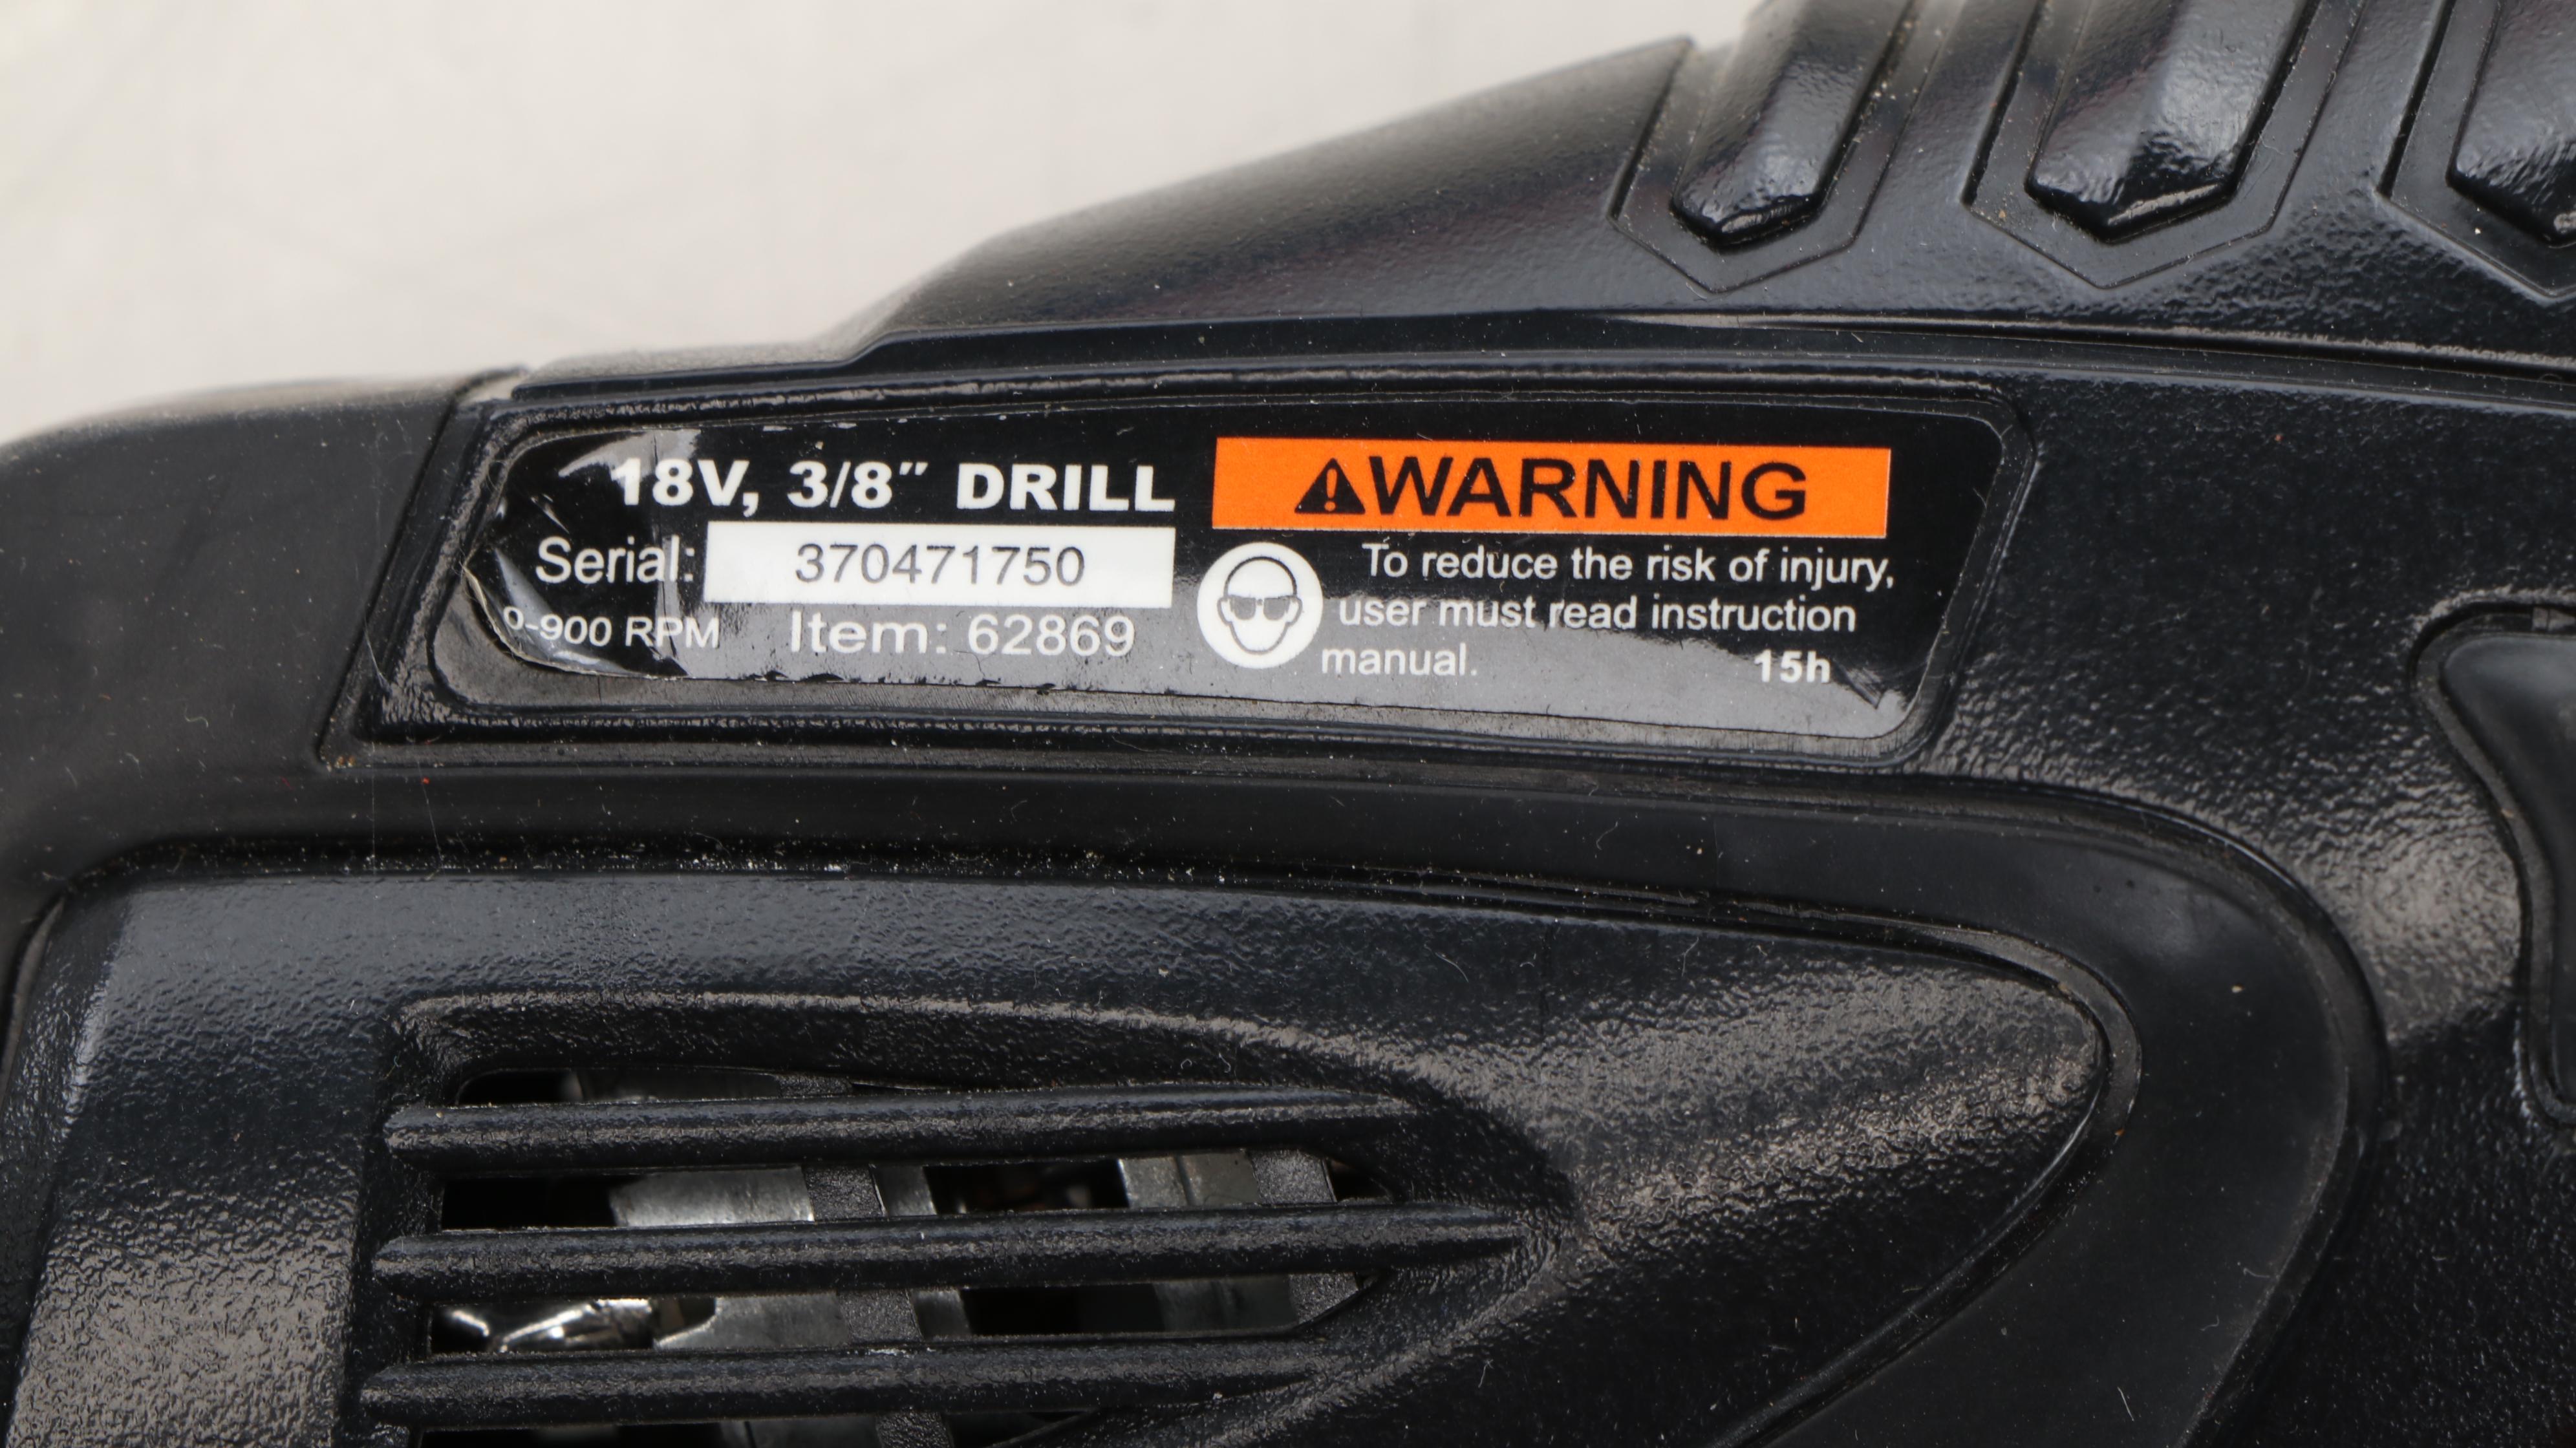 18V, 3/8" DRILL
Serial: 370471750
0-900 RPM Item: 62869
WARNING
To reduce the risk of injury,
user must read instruction
manual. 15h